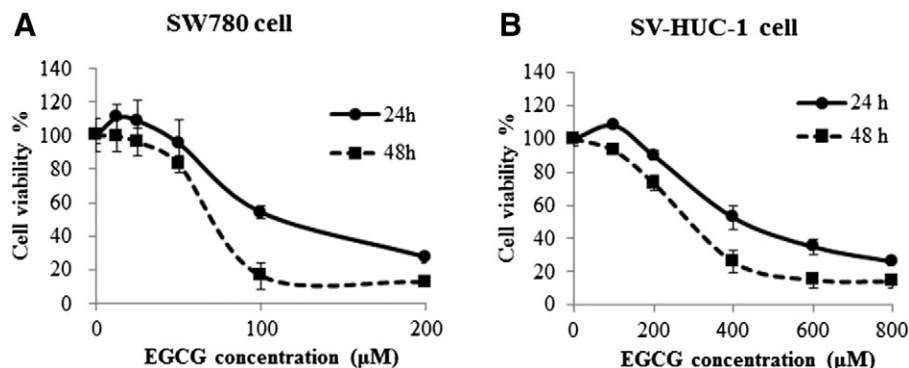 A
SW780 cell
140
120
100
80
60
40
20
0
Cell viability %
24h
48h
0
100
200
EGCG concentration (µM)
B
SV-HUC-1 cell
140
120
100
80
60
40
20
0
Cell viability %
24 h
48 h
0
200
400
600
800
EGCG concentration (µM)